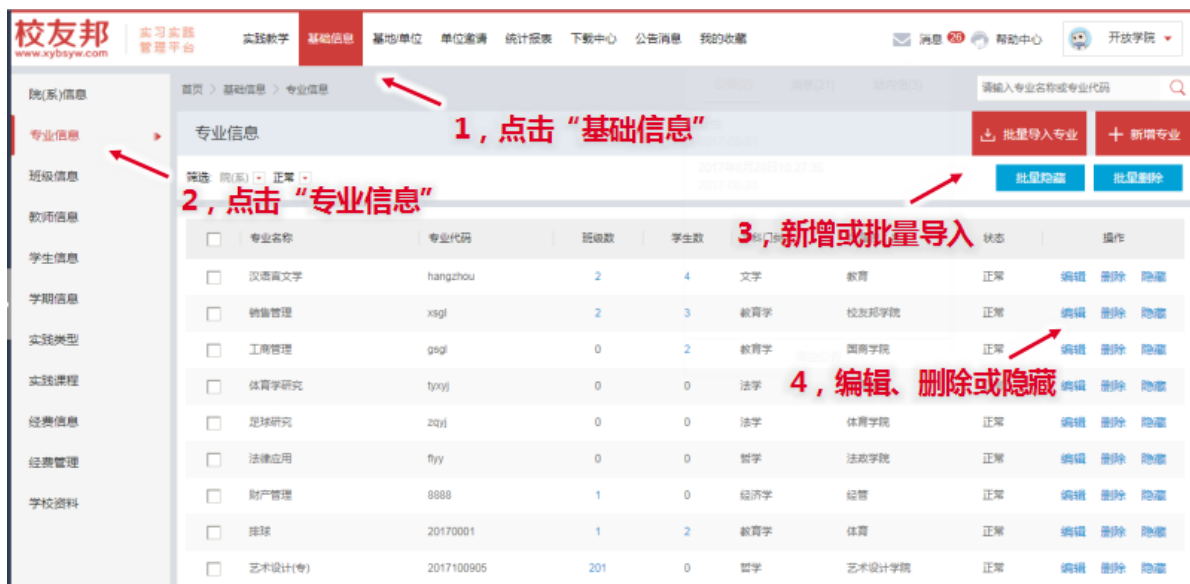 校友邦
www.xybsyw.com
实习实践
管理平台
实践教学 基础信息 基地/单位 单位邀请 统计报表 下载中心 公告消息 我的收藏
消息 26 帮助中心 开放学院
院(系)信息
专业信息
班级信息
教师信息
学生信息
学期信息
实践类型
实践课程
经费信息
经费管理
学校资料
首页 > 基础信息 > 专业信息
请输入专业名称或专业代码
1，点击“基础信息”
专业信息
批量导入专业 新增专业
筛选: 院(系) 正常
批量隐藏 批量删除
2，点击“专业信息”
3，新增或批量导入
专业名称 专业代码 班级数 学生数 状态 操作
汉语言文学 hangzhou 2 4 文学 教育 正常 编辑 删除 隐藏
销售管理 xsgl 2 3 教育学 校友邦学院 正常 编辑 删除 隐藏
工商管理 gsgl 0 2 教育学 国商学院 正常 编辑 删除 隐藏
4，编辑、删除或隐藏
体育学研究 tyxyj 0 0 法学 编辑 删除 隐藏
足球研究 zqyj 0 0 法学 体育学院 正常 编辑 删除 隐藏
法律应用 flyy 0 0 哲学 法政学院 正常 编辑 删除 隐藏
财产管理 8888 1 0 经济学 经管 正常 编辑 删除 隐藏
排球 20170001 1 2 教育学 体育 正常 编辑 删除 隐藏
艺术设计(专) 2017100905 201 0 哲学 艺术设计学院 正常 编辑 删除 隐藏